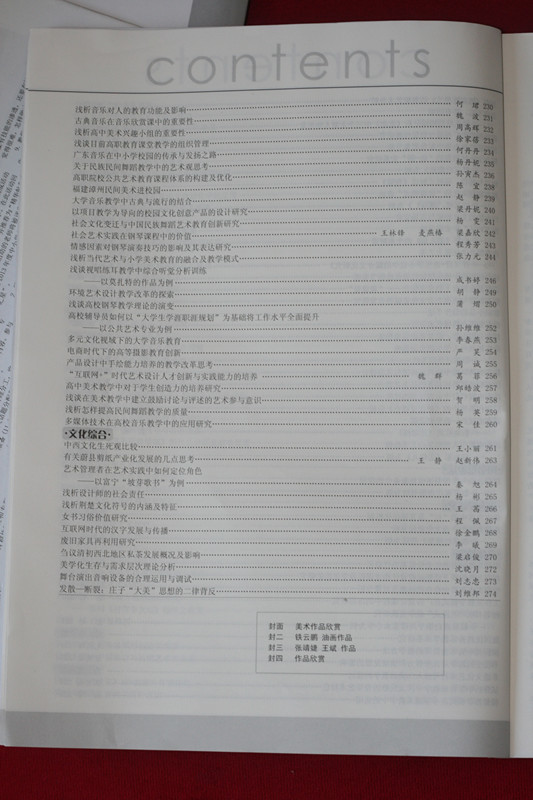 contents
浅析音乐对人的教育功能及影响 何 珺 230
古典音乐在音乐欣赏课中的重要性 魏 波 231
浅析高中美术兴趣小组的重要性 周高辉 232
浅谈目前高职教育课堂教学的组织管理 徐家蓓 233
广东音乐在中小学校园的传承与发扬之路 何丹丹 234
关于民族民间舞蹈教学中的艺术观思考 杨丹妮 235
高职院校公共艺术教育课程体系的构建及优化 孙寅杰 236
福建漳州民间美术进校园 陈 宜 238
大学音乐教学中古典与流行的结合 赵 静 239
以项目教学为导向的校园文化创意产品的设计研究 梁丹妮 240
社会文化变迁与中国民族舞蹈艺术教育创新研究 杨 雯 241
社会艺术实践在钢琴课程中的价值 王林锋 麦燕椿 梁嘉欣 242
情感因素对钢琴演奏技巧的影响及其表达研究 程秀芳 243
浅析当代艺术与小学美术教育的融合及教学模式 张力元 244
浅谈视唱练耳教学中综合听觉分析训练
——以莫扎特的作品为例 成书婷 246
环境艺术设计教学改革的探索 胡 铮 249
浅谈高校钢琴教学理论的演变 萧 熠 250
高校辅导员如何以“大学生学涯职涯规划”为基础将工作水平全面提升
——以公共艺术专业为例 孙维维 252
多元文化视域下的大学音乐教育 李春燕 253
电商时代下的高等摄影教育创新 严 昊 254
产品设计中手绘能力培养的教学改革思考 周 诚 255
“互联网+”时代艺术设计人才创新与实践能力的培养 魏 群 葛 菲 256
高中美术教学中对于学生创造力的培养研究 邱皓波 257
浅谈在美术教学中建立鼓励讨论与评述的艺术参与意识 贺 明 258
浅析怎样提高民间舞蹈教学的质量 杨 英 259
多媒体技术在高校音乐教学中的应用研究 宋 佳 260
·文化综合·
中西文化生死观比较 王小丽 261
有关蔚县剪纸产业化发展的几点思考 王 铮 赵新伟 263
艺术管理者在艺术实践中如何定位角色
——以富宁“坡芽歌书”为例 秦 旭 264
浅析设计师的社会责任 杨 彬 265
浅析荆楚文化符号的内涵及特征 王 茜 266
女书习俗价值研究 程 佩 267
互联网时代的汉字发展与传播 徐金鹏 268
废旧家具再利用研究 李 曦 269
刍议清初西北地区私茶发展概况及影响 梁启俊 270
美学化生存与需求层次理论分析 沈晓月 272
舞台演出音响设备的合理运用与调试 刘志忠 273
发散—断裂：庄子“大美”思想的二律背反 刘维邦 274
封面 美术作品欣赏
封二 铁云鹏 油画作品
封三 张靖婕 王斌 作品
封四 作品欣赏